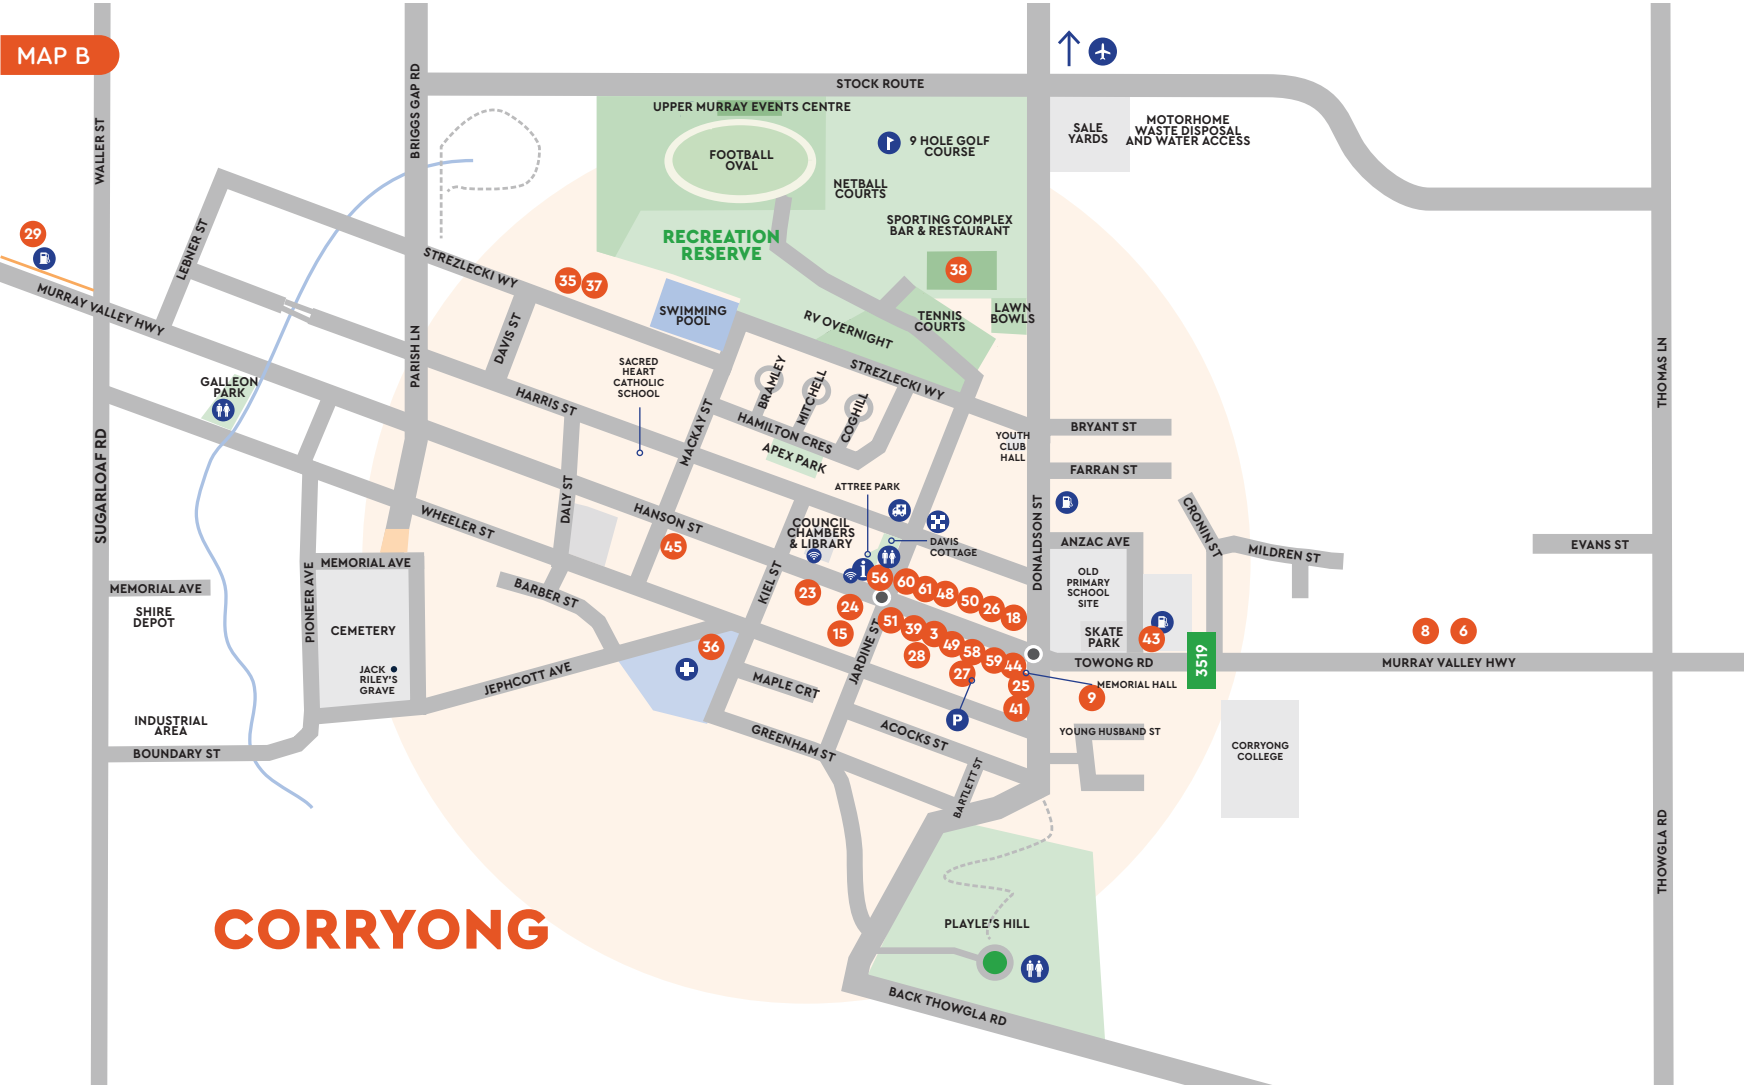 MAP B
WALLER ST
BRIGGS GAP RD
STOCK ROUTE
UPPER MURRAY EVENTS CENTRE
FOOTBALL
OVAL
9 HOLE GOLF
COURSE
NETBALL
COURTS
SALE
YARDS
MOTORHOME
WASTE DISPOSAL
AND WATER ACCESS
SPORTING COMPLEX
BAR & RESTAURANT
RECREATION
RESERVE
38
29
LEBNER ST
STREZLECKI WY
35
37
MURRAY VALLEY HWY
SWIMMING
POOL
RV OVERNIGHT
TENNIS
COURTS
LAWN
BOWLS
DAVIS ST
PARISH LN
THOMAS LN
SACRED
HEART
CATHOLIC
SCHOOL
STREZLECKI WY
GALLEON
PARK
BRAMLEY
MITCHELL
COGHILL
HARRIS ST
MACKAY ST
HAMILTON CRES
APEX PARK
YOUTH
CLUB
HALL
BRYANT ST
FARRAN ST
SUGARLOAF RD
DALY ST
ATTREE PARK
DONALDSON ST
CRONIN ST
WHEELER ST
HANSON ST
COUNCIL
CHAMBERS
& LIBRARY
DAVIS
COTTAGE
ANZAC AVE
MILDREN ST
EVANS ST
45
MEMORIAL AVE
MEMORIAL AVE
PIONEER AVE
BARBER ST
KIEL ST
i
56
60
61
48
50
26
18
23
24
15
51
39
3
49
58
59
44
28
27
25
41
OLD
PRIMARY
SCHOOL
SITE
SKATE
PARK
43
SHIRE
DEPOT
CEMETERY
36
JARDINE ST
TOWONG RD
3519
8
6
MURRAY VALLEY HWY
JACK
RILEY'S
GRAVE
JEPHCOTT AVE
MAPLE CRT
MEMORIAL HALL
9
P
INDUSTRIAL
AREA
BOUNDARY ST
GREENHAM ST
ACOCKS ST
YOUNG HUSBAND ST
CORRYONG
COLLEGE
BARTLETT ST
THOWGLA RD
CORRYONG
PLAYLE'S HILL
BACK THOWGLA RD